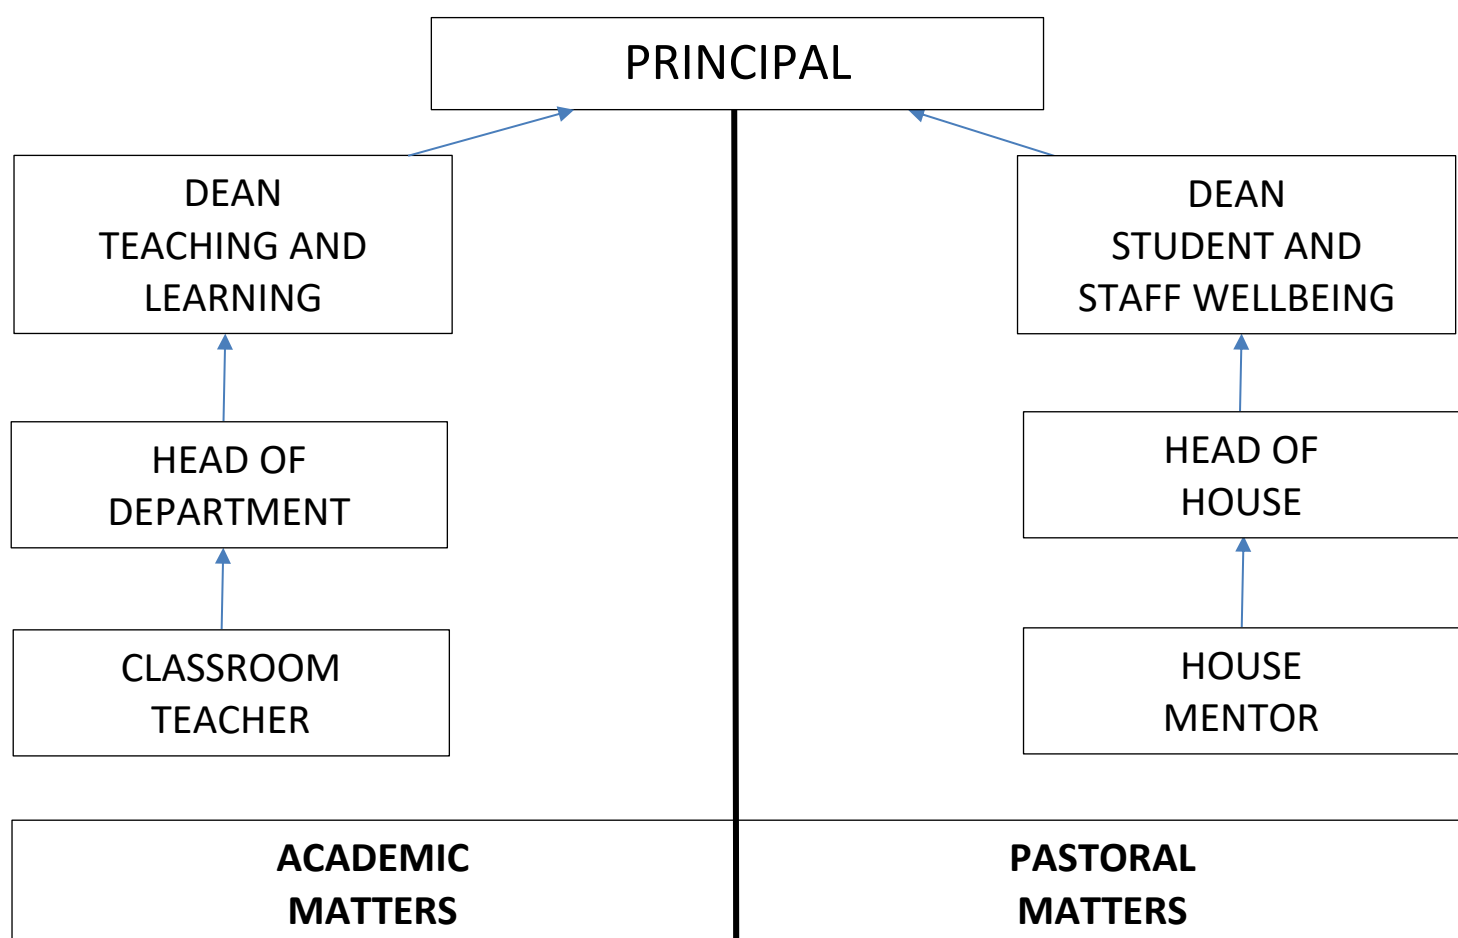 PRINCIPAL
DEAN
TEACHING AND
LEARNING
HEAD OF
DEPARTMENT
CLASSROOM
TEACHER
ACADEMIC
MATTERS
DEAN
STUDENT AND
STAFF WELLBEING
HEAD OF
HOUSE
HOUSE
MENTOR
PASTORAL
MATTERS